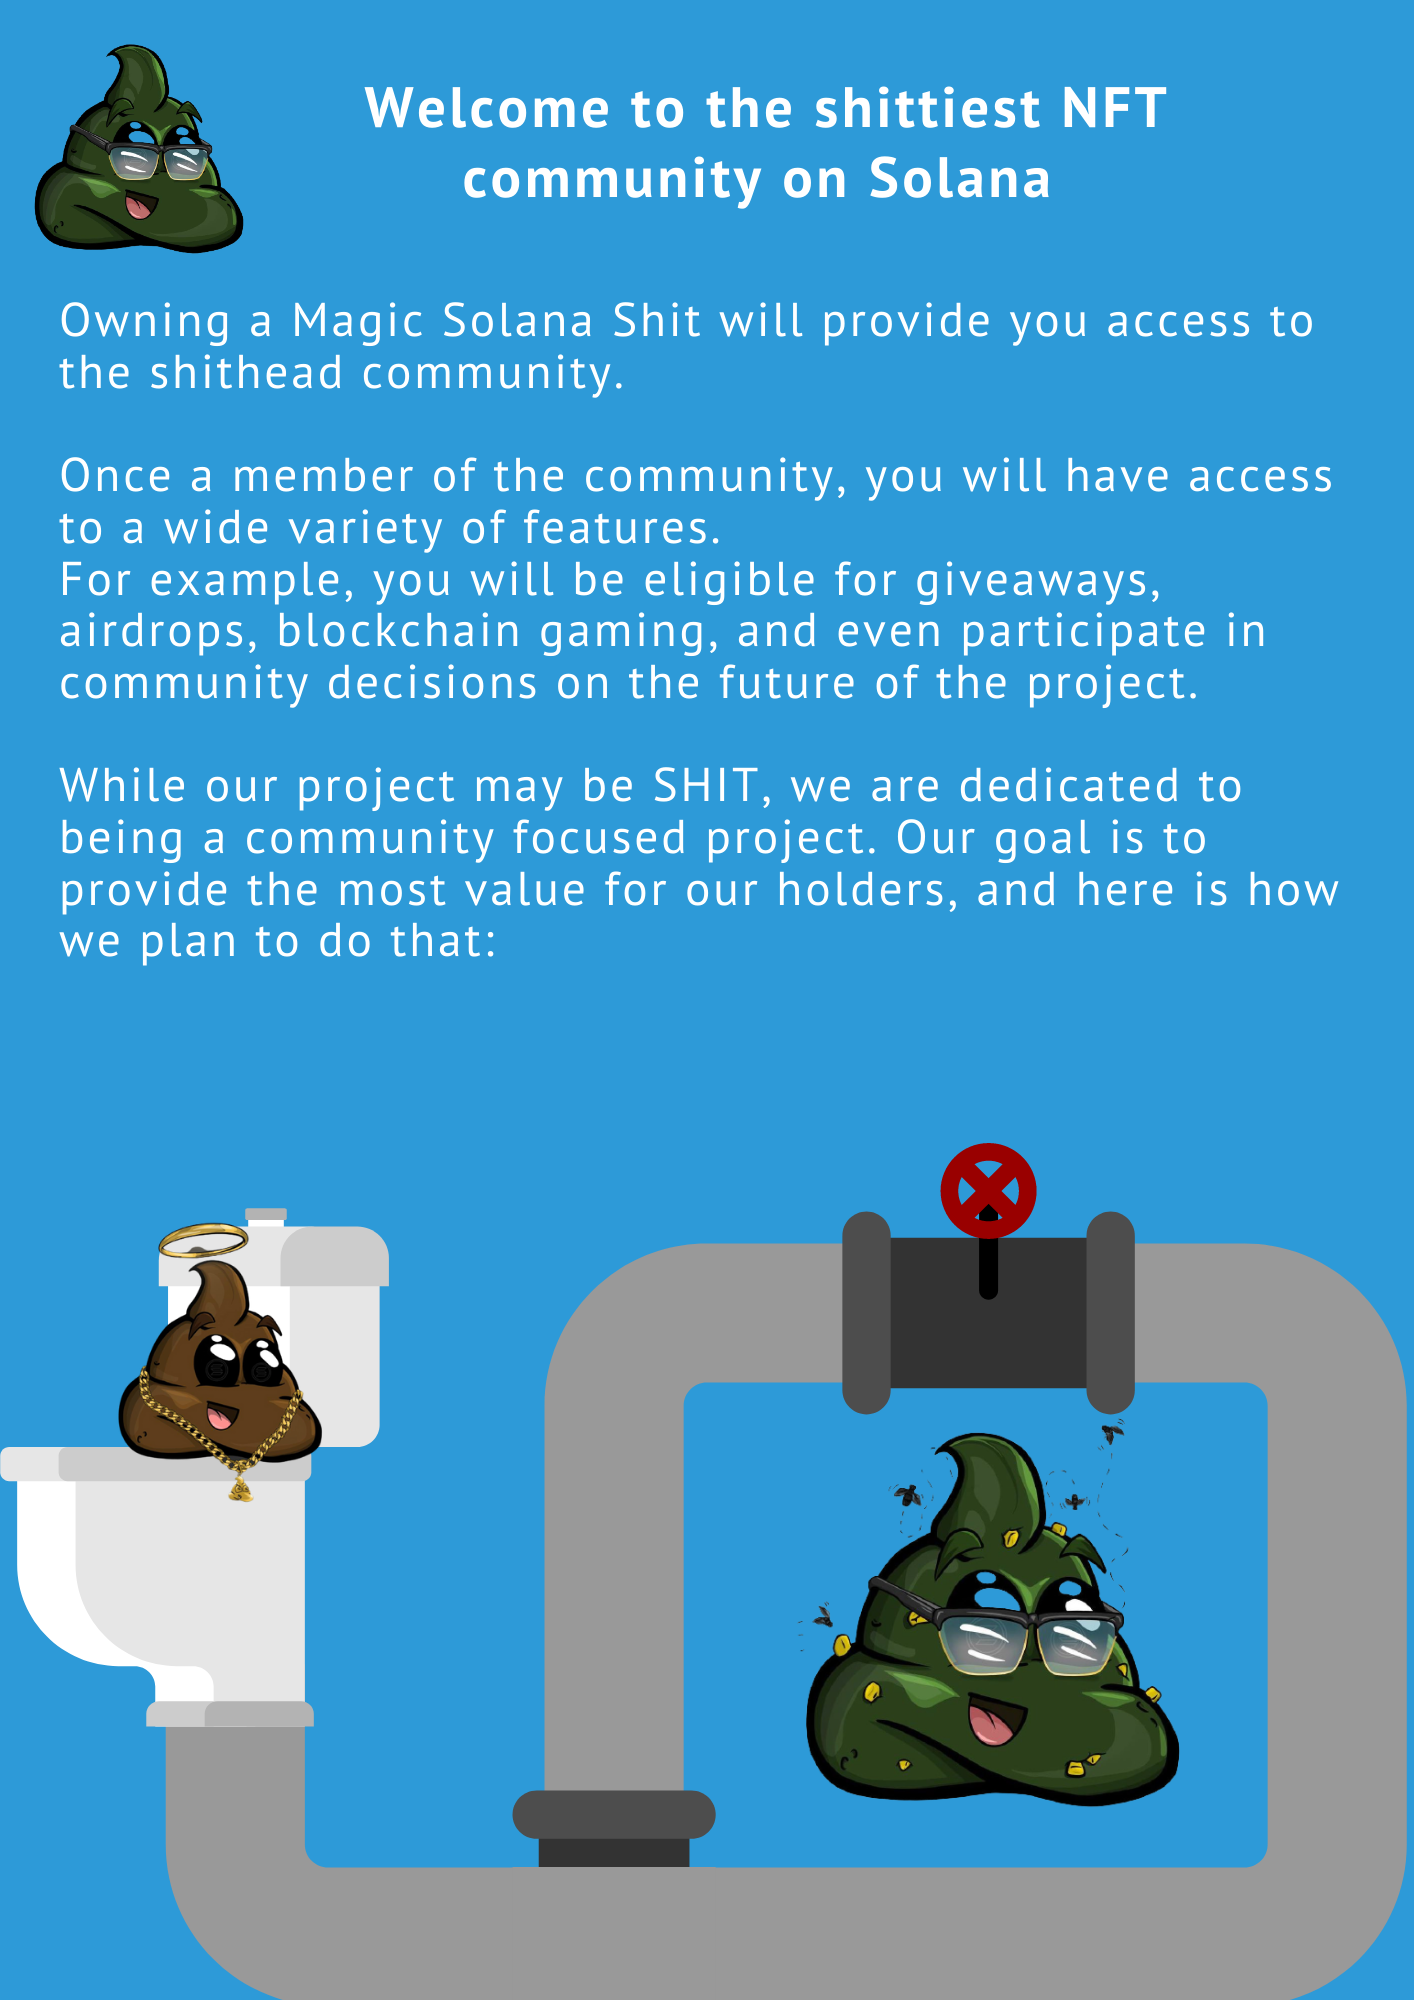 Welcome to the shittiest NFT
community on Solana
Owning a Magic Solana Shit will provide you access to
the shithead community.
Once a member of the community, you will have access
to a wide variety of features.
For example, you will be eligible for giveaways,
airdrops, blockchain gaming, and even participate in
community decisions on the future of the project.
While our project may be SHIT, we are dedicated to
being a community focused project. Our goal is to
provide the most value for our holders, and here is how
we plan to do that: